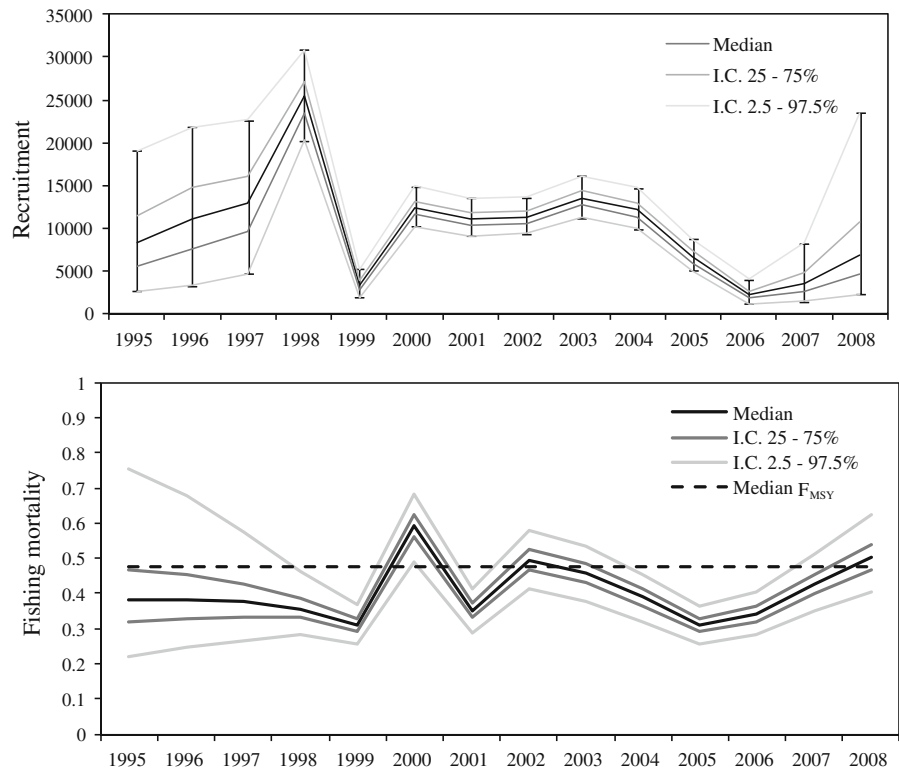 35000
30000
25000
20000
15000
10000
5000
0
Recruitment
Median
I.C. 25 - 75%
I.C. 2.5 - 97.5%
1995 1996 1997 1998 1999 2000 2001 2002 2003 2004 2005 2006 2007 2008
1
0.9
0.8
0.7
0.6
0.5
0.4
0.3
0.2
0.1
0
Fishing mortality
Median
I.C. 25 - 75%
I.C. 2.5 - 97.5%
Median FMSY
1995 1996 1997 1998 1999 2000 2001 2002 2003 2004 2005 2006 2007 2008